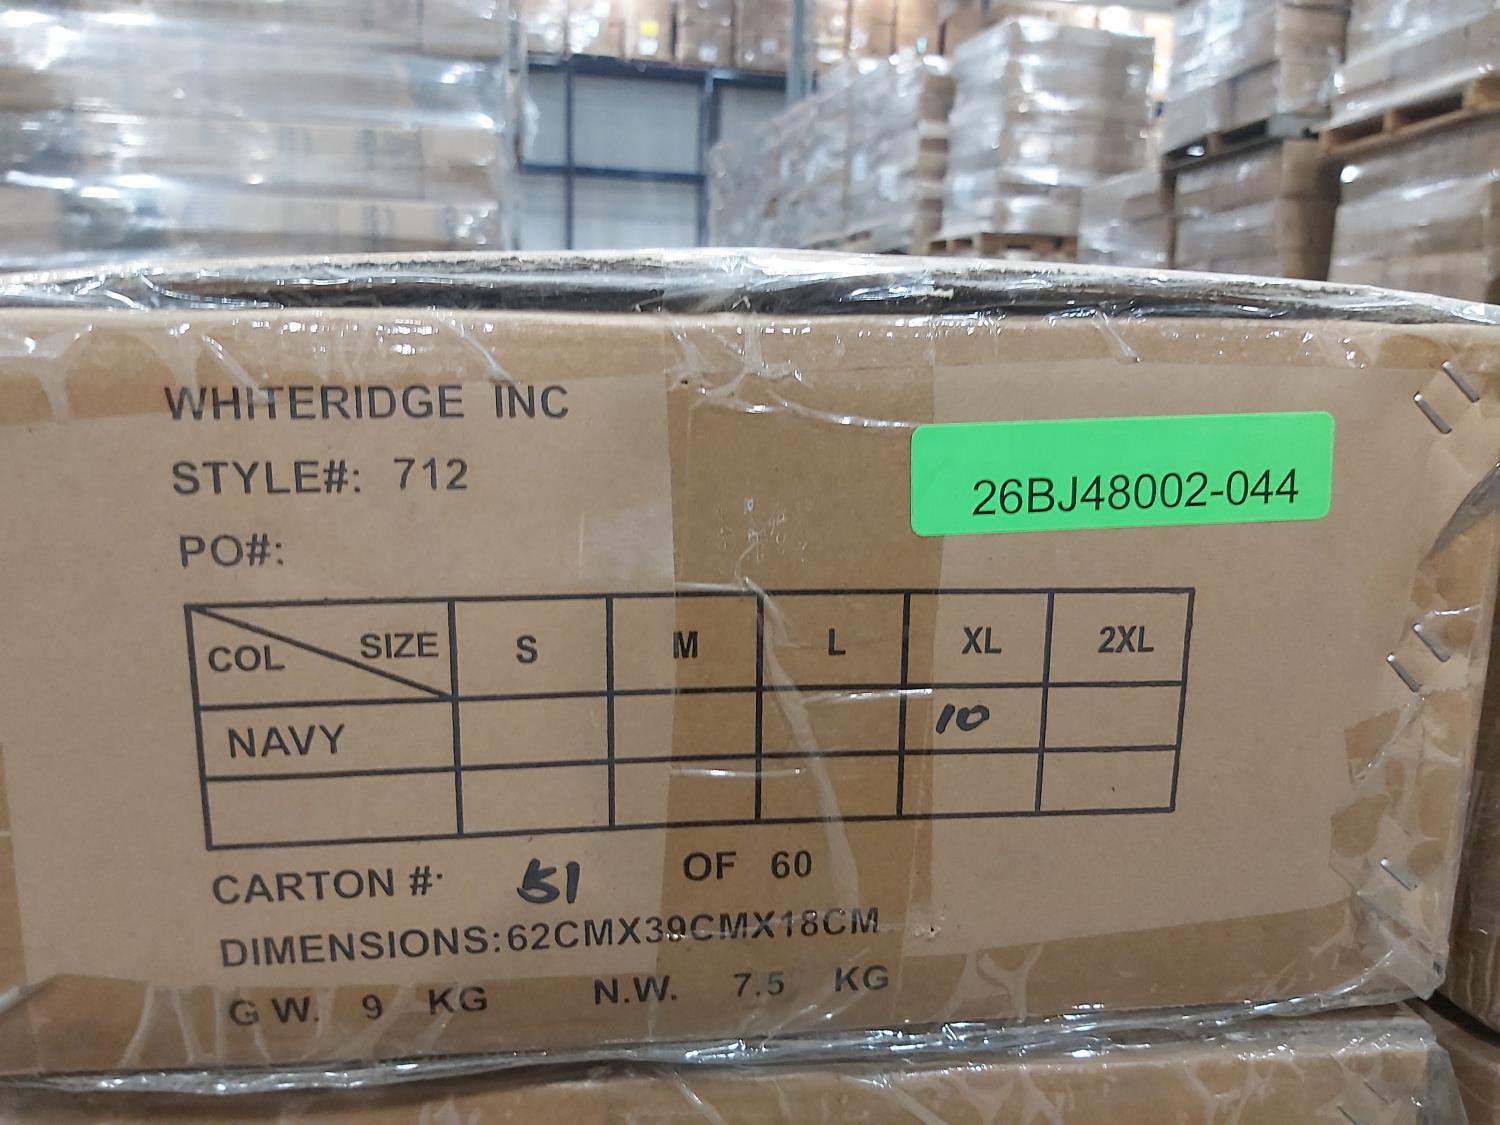 WHITERIDGE INC
STYLE#: 712
26BJ48002-044
PO#:
COL SIZE S M L XL 2XL
NAVY 10
CARTON #: 51 OF 60
DIMENSIONS:62CMX39CMX18CM
G W. 9 KG N.W. 7.5 KG